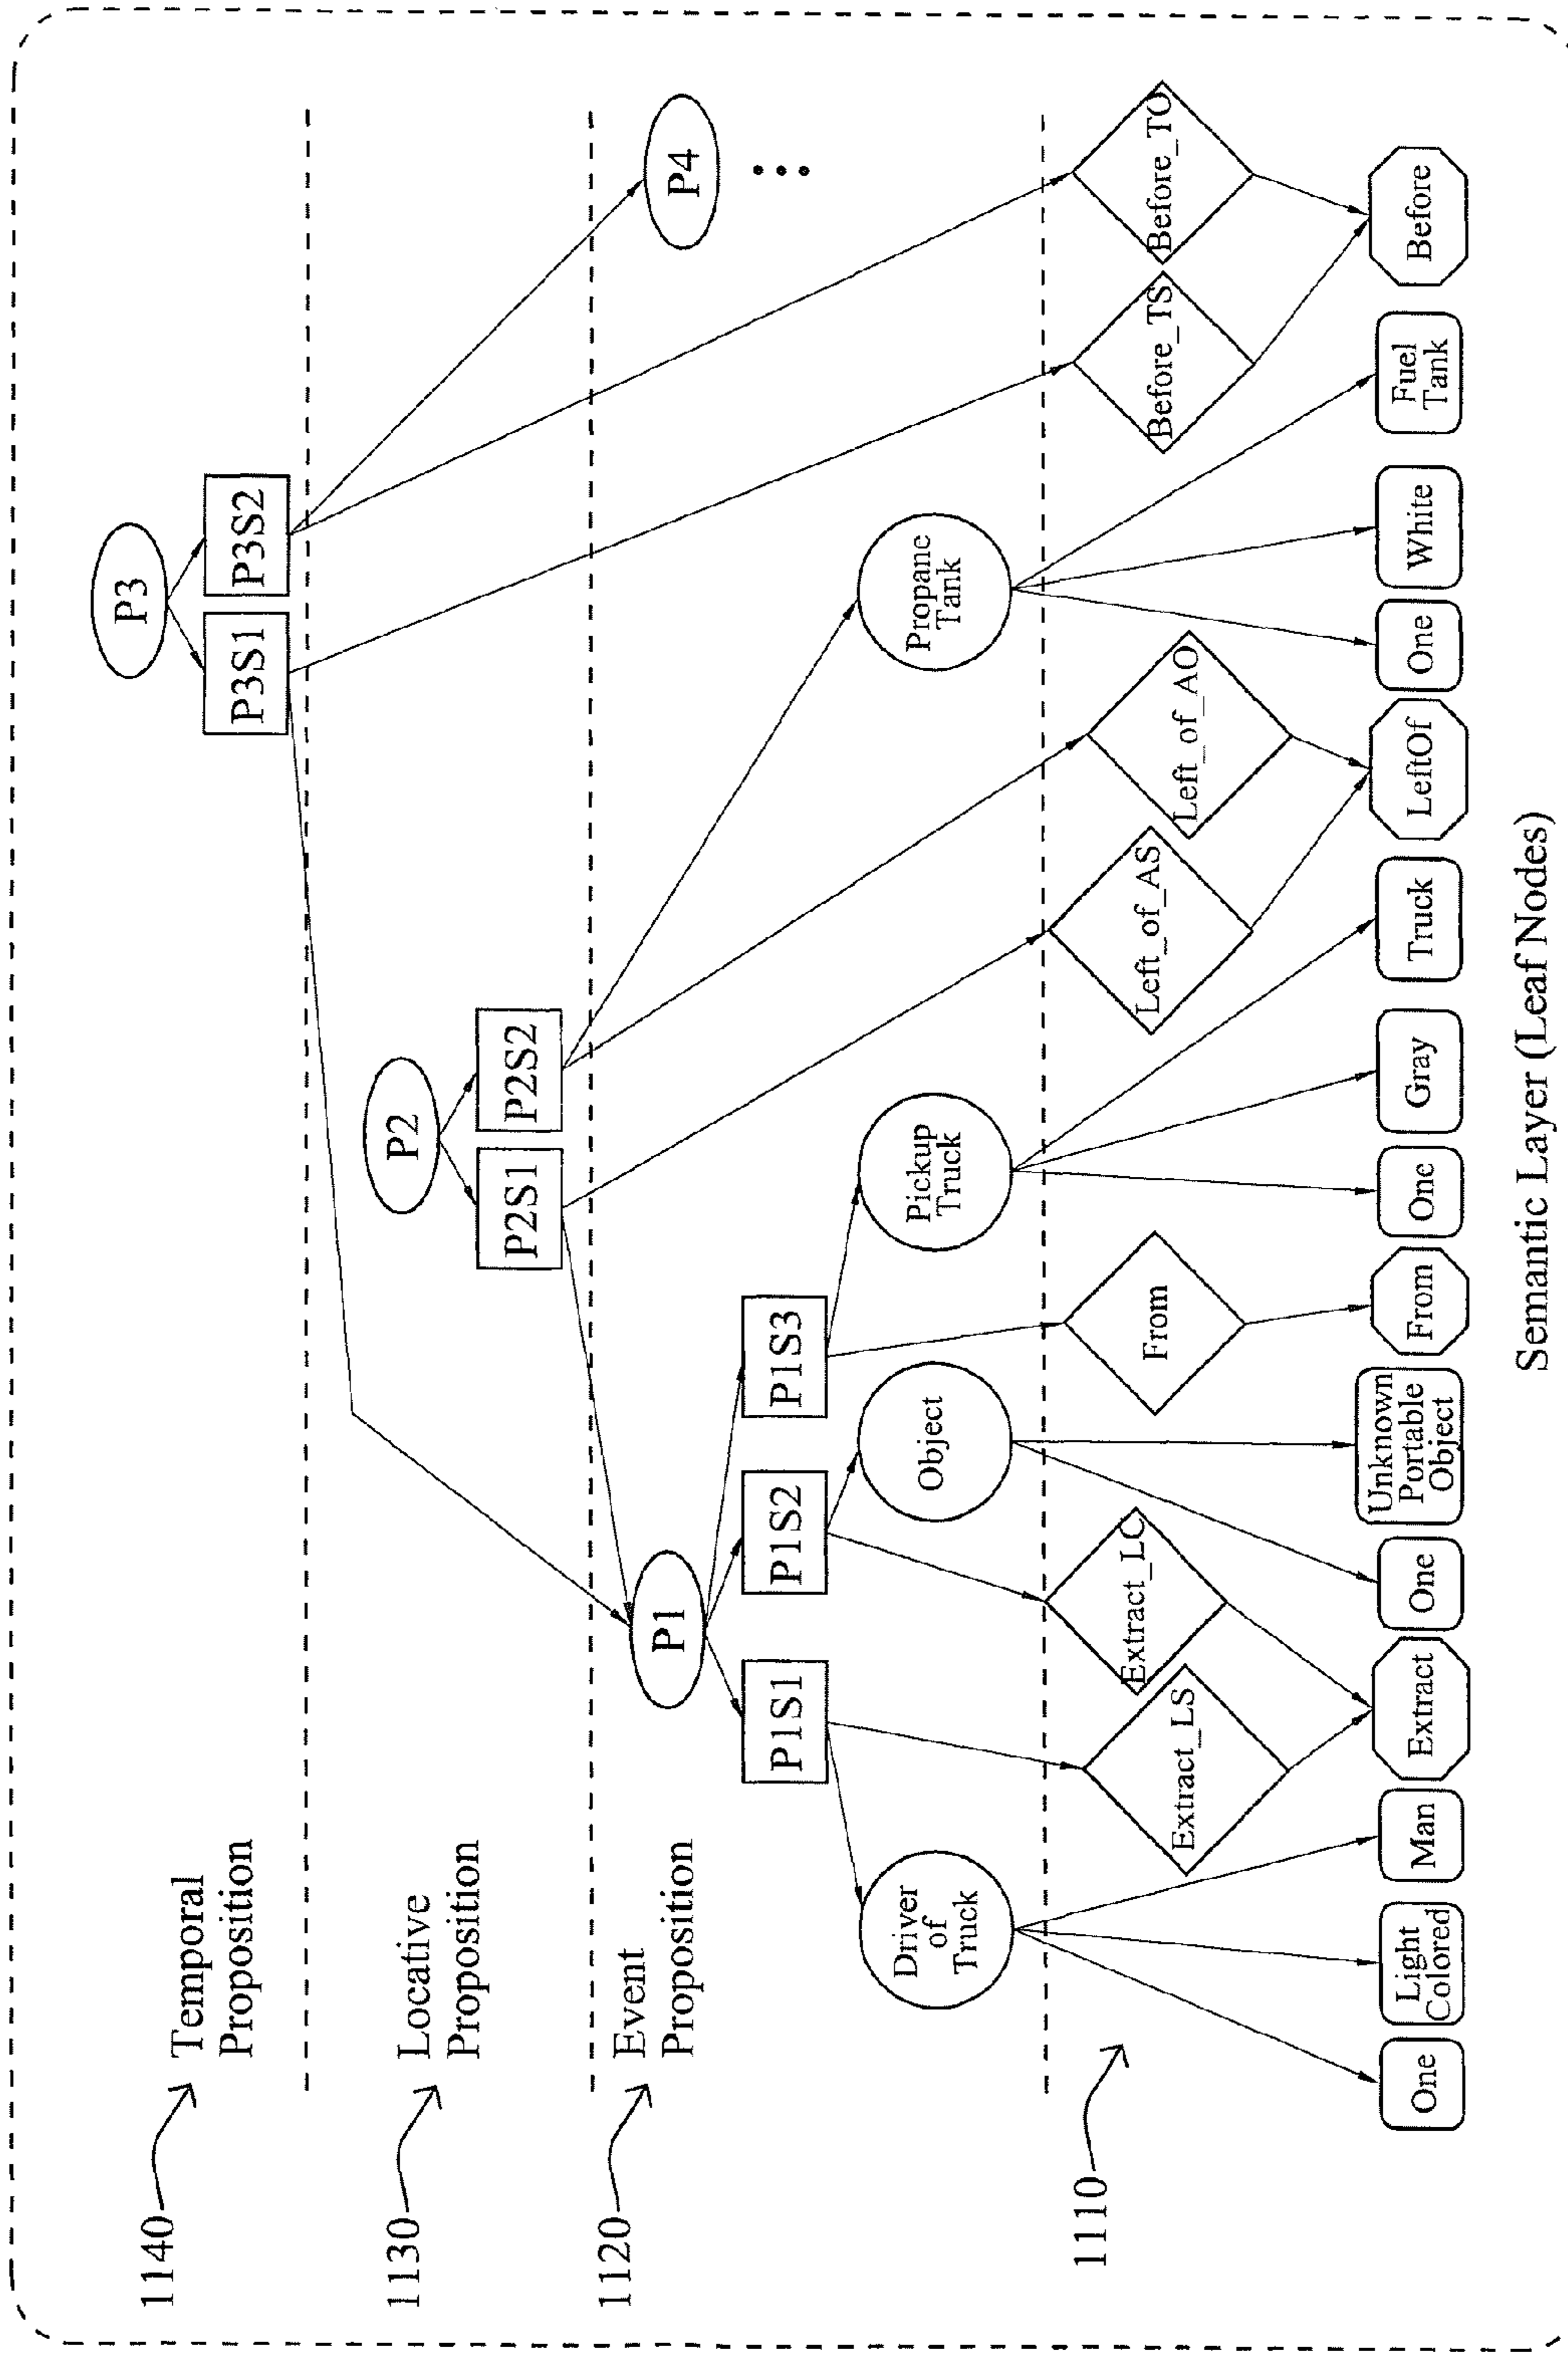 1140
Temporal
Proposition
P3
P3S1
P3S2
1130
Locative
Proposition
P2
P2S1
P2S2
1120
Event
Proposition
P1
P4
P1S1
P1S2
P1S3
Driver
of
Truck
Object
Pickup
Truck
Propane
Tank
1110
Extract_LS
Extract_LC
From
Left_of_AS
Left_of_AO
Before_TS
Before_TO
One
Light
Colored
Man
Extract
One
Unknown
Portable
Object
From
One
Gray
Truck
LeftOf
One
White
Fuel
Tank
Before
Semantic Layer (Leaf Nodes)